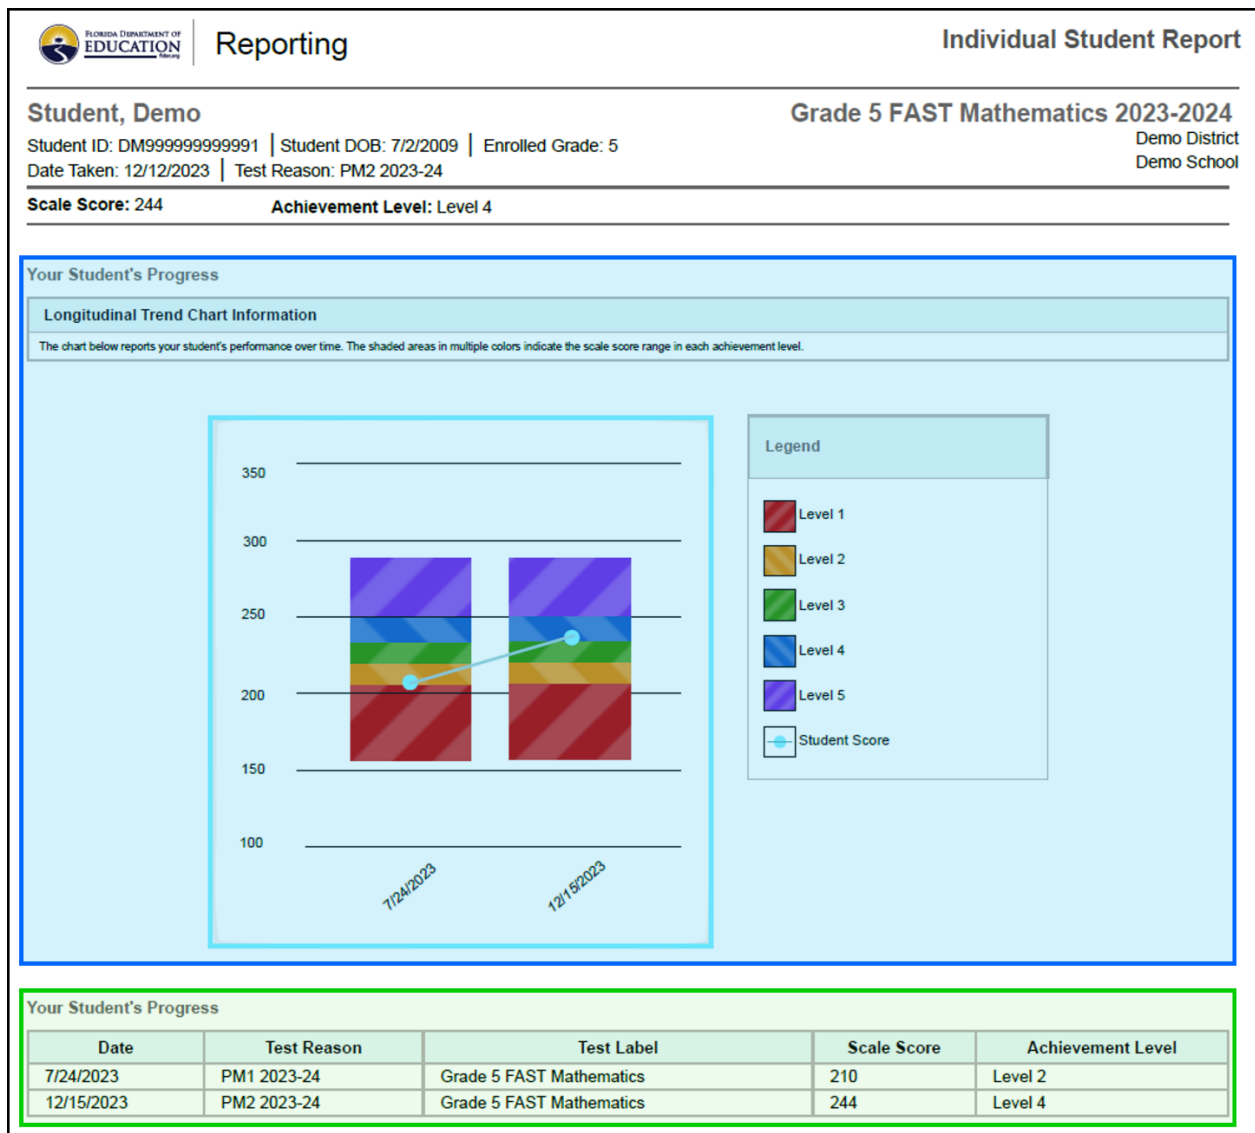 FLORIDA DEPARTMENT OF
EDUCATION
fldoe.org
Reporting
Individual Student Report
Student, Demo
Grade 5 FAST Mathematics 2023-2024
Student ID: DM999999999991 | Student DOB: 7/2/2009 | Enrolled Grade: 5
Demo District
Date Taken: 12/12/2023 | Test Reason: PM2 2023-24
Demo School
Scale Score: 244 Achievement Level: Level 4
Your Student's Progress
Longitudinal Trend Chart Information
The chart below reports your student's performance over time. The shaded areas in multiple colors indicate the scale score range in each achievement level.
350
300
250
200
150
100
7/24/2023
12/15/2023
Legend
Level 1
Level 2
Level 3
Level 4
Level 5
Student Score
Your Student's Progress
Date Test Reason Test Label Scale Score Achievement Level
7/24/2023 PM1 2023-24 Grade 5 FAST Mathematics 210 Level 2
12/15/2023 PM2 2023-24 Grade 5 FAST Mathematics 244 Level 4